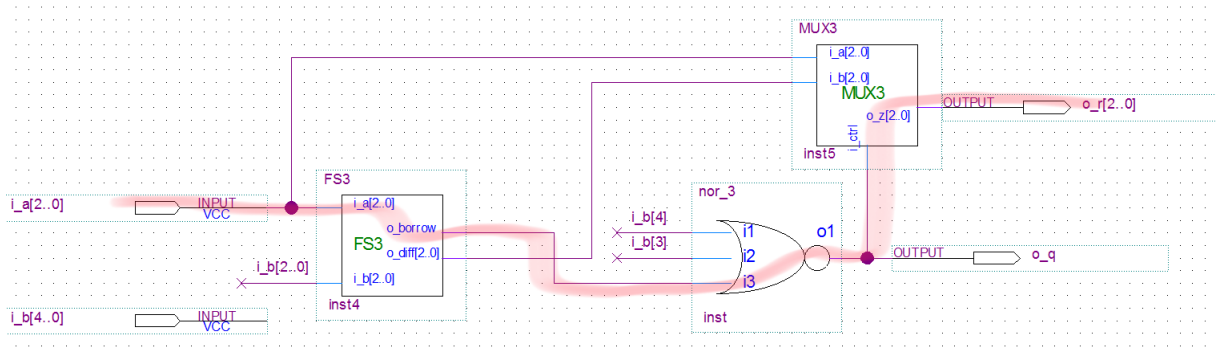 MUX3
i_a[2..0]
i_b[2..0]
MUX3
o_z[2..0]
i_ctrl
inst5
OUTPUT
o_r[2..0]
FS3
i_a[2..0]
INPUT
VCC
i_a[2..0]
o_borrow
FS3
o_diff[2..0]
i_b[2..0]
i_b[2..0]
inst4
i_b[4..0]
INPUT
VCC
nor_3
i_b[4]
i_b[3]
i1
i2
i3
o1
inst
OUTPUT
o_q